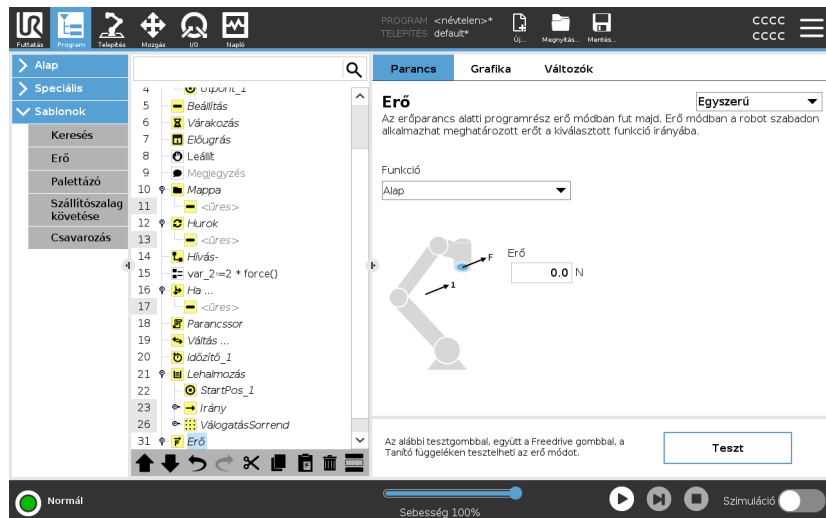 PROGRAM <névtelen>*
TELEPÍTÉS default*
Futtatás
Program
Telepítés
Mozgás
I/O
Napló
Új...
Megnyitás...
Mentés...
CCCC
CCCC
Alap
Speciális
Sablonok
Keresés
Erő
Palettázó
Szállítószalag
követése
Csavarozás
4 Útpont_1
5 Beállítás
6 Várakozás
7 Előugrás
8 Leállít
9 Megjegyzés
10 Mappa
11 <üres>
12 Hurok
13 <üres>
14 Hívás-
15 var_2≔2 * force()
16 Ha ...
17 <üres>
18 Parancssor
19 Váltás ...
20 Időzítő_1
21 Lehalmozás
22 StartPos_1
23 Irány
26 VálogatásSorrend
31 Erő
Parancs Grafika Változók
Erő
Egyszerű
Az erőparancs alatti programrész erő módban fut majd. Erő módban a robot szabadon
alkalmazhat meghatározott erőt a kiválasztott funkció irányába.
Funkció
Alap
F
1
Erő
0.0 N
Az alábbi tesztgombbal, együtt a Freedrive gombbal, a
Tanító függeléken tesztelheti az erő módot.
Teszt
Normál
Sebesség 100%
Szimuláció